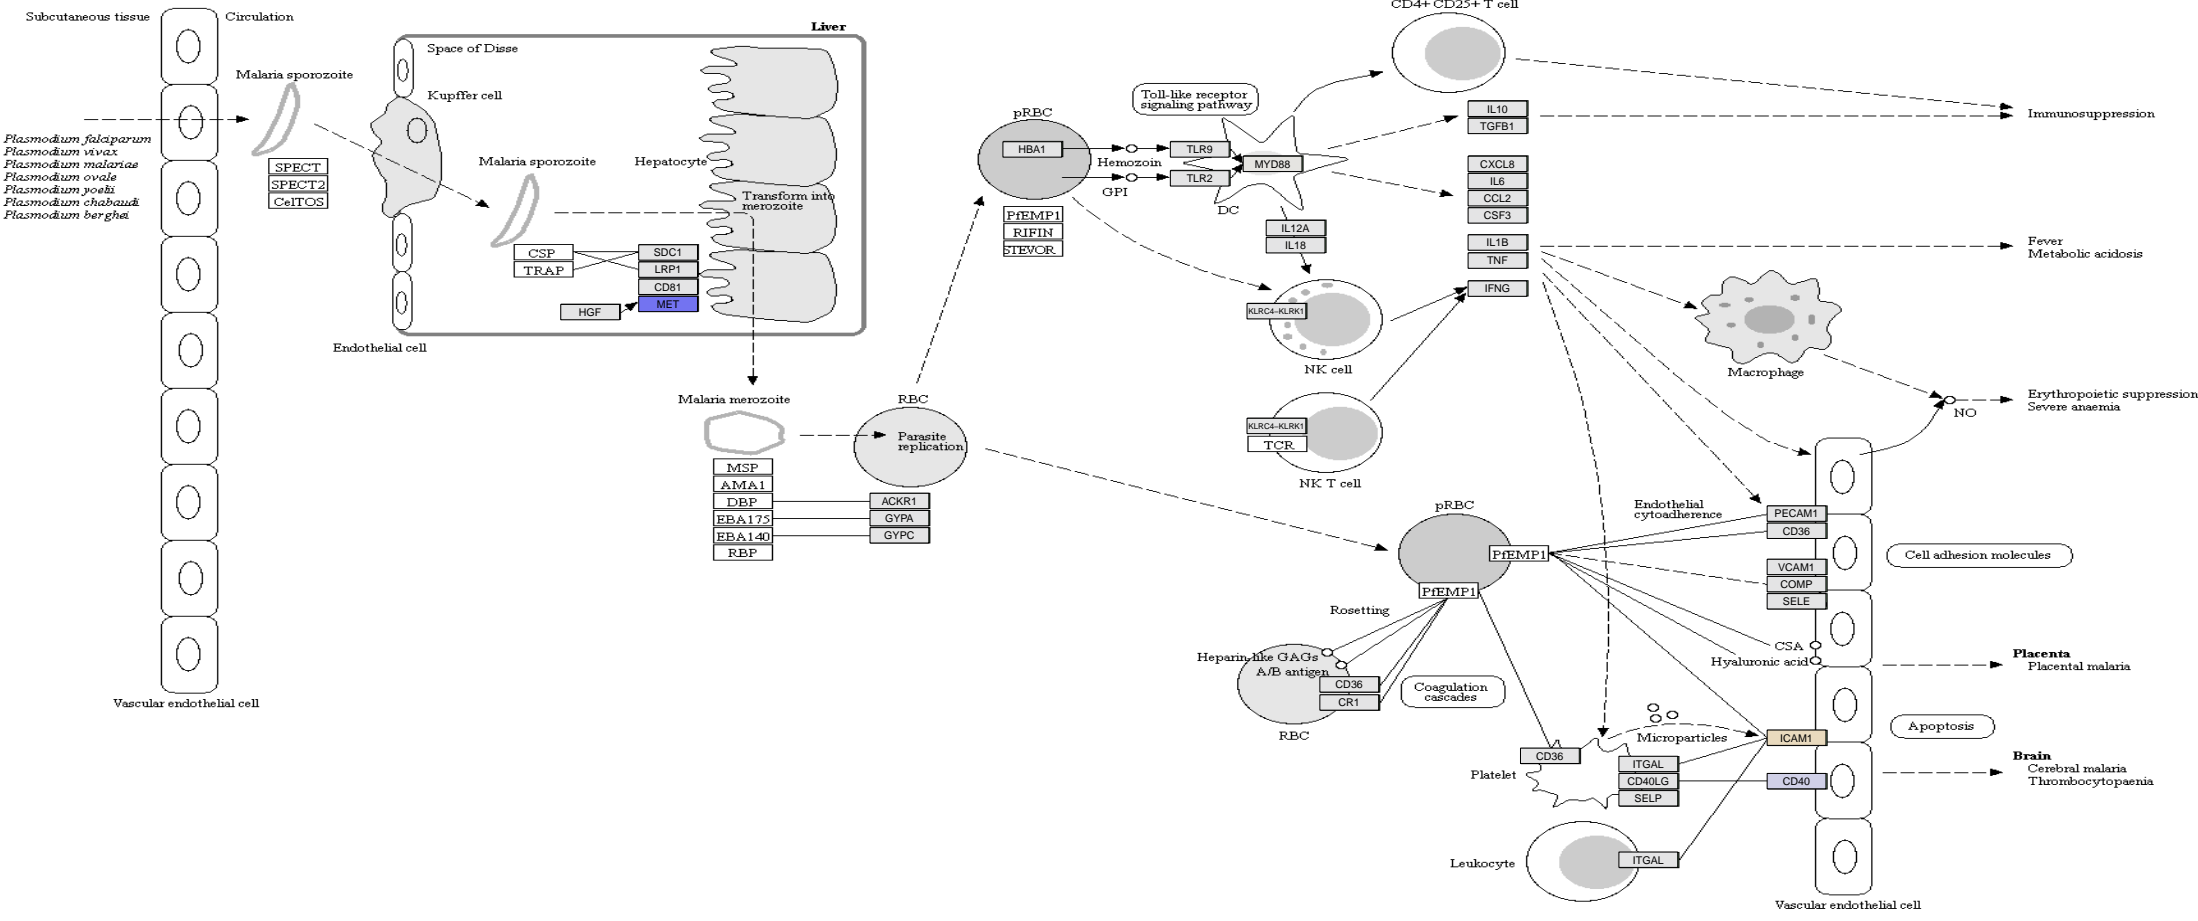 Subcutaneous tissue
Circulation
Malaria sporozoite
Plasmodium falciparum
Plasmodium vivax
Plasmodium malariae
Plasmodium ovale
Plasmodium yoelii
Plasmodium chabaudi
Plasmodium berghei
SPECT
SPECT2
CelTOS
Vascular endothelial cell
Liver
Space of Disse
Kupffer cell
Malaria sporozoite
Hepatocyte
Transform into
merozoite
CSP
TRAP
SDC1
LRP1
CD81
MET
HGF
Endothelial cell
Malaria merozoite
MSP
AMA1
DBP
EBA175
EBA140
RBP
RBC
Parasite
replication
ACKR1
GYPA
GYPC
pRBC
HBA1
PfEMP1
RIFIN
STEVOR
Hemozoin
GPI
Toll-like receptor
signaling pathway
TLR9
TLR2
MYD88
DC
IL12A
IL18
CD4+ CD25+ T cell
IL10
TGFB1
CXCL8
IL6
CCL2
CSF3
IL1B
TNF
IFNG
KLRC4-KLRK1
NK cell
KLRC4-KLRK1
TCR
NK T cell
Immunosuppression
Fever
Metabolic acidosis
Macrophage
NO
Erythropoietic suppression
Severe anaemia
pRBC
PfEMP1
PfEMP1
Endothelial
cytoadherence
PECAM1
CD36
VCAM1
COMP
SELE
Cell adhesion molecules
Rosetting
Heparin-like GAGs
A/B antigen
CD36
CR1
RBC
Coagulation
cascades
CSA
Hyaluronic acid
Placenta
Placental malaria
Microparticles
ICAM1
Apoptosis
CD36
Platelet
ITGAL
CD40LG
SELP
CD40
Brain
Cerebral malaria
Thrombocytopaenia
Leukocyte
ITGAL
Vascular endothelial cell